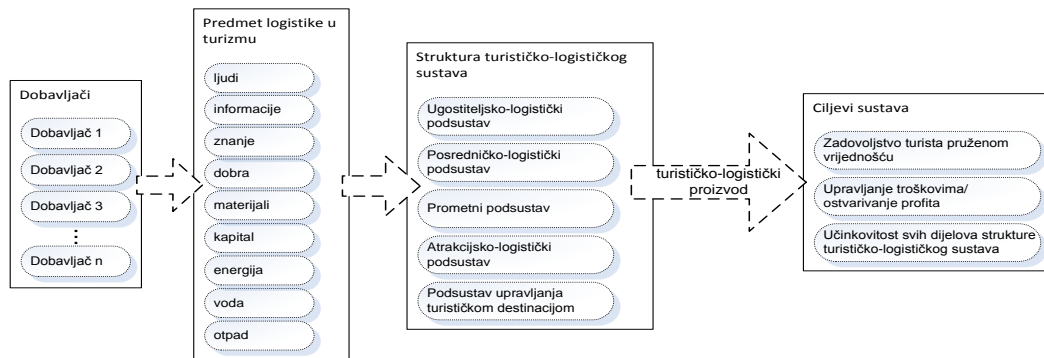 Dobavljači
Dobavljač 1
Dobavljač 2
Dobavljač 3
Dobavljač n
Predmet logistike u
turizmu
ljudi
informacije
znanje
dobra
materijali
kapital
energija
voda
otpad
Struktura turističko-logističkog
sustava
Ugostiteljsko-logistički
podsustav
Posredničko-logistički
podsustav
Prometni podsustav
Atrakcijsko-logistički
podsustav
Podsustav upravljanja
turističkom destinacijom
turističko-logistički
proizvod
Ciljevi sustava
Zadovoljstvo turista pruženom
vrijednošću
Upravljanje troškovima/
ostvarivanje profita
Učinkovitost svih dijelova strukture
turističko-logističkog sustava